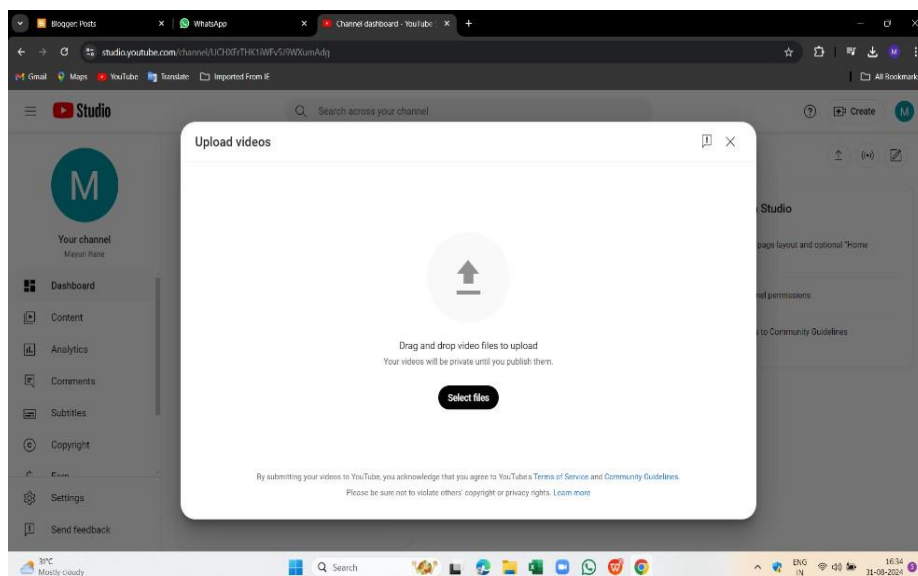 Blogger: Posts
WhatsApp
Channel dashboard - YouTube
studio.youtube.com/channel/
Gmail
Maps
YouTube
Translate
Imported From IE
All Bookmark
Studio
Search across your channel
Create
M
M
Your channel
Mayuri Rane
Dashboard
Content
Analytics
Comments
Subtitles
Copyright
Settings
Send feedback
Upload videos
Drag and drop video files to upload
Your videos will be private until you publish them.
Select files
By submitting your videos to YouTube, you acknowledge that you agree to YouTube's Terms of Service and Community Guidelines.
Please be sure not to violate others' copyright or privacy rights. Learn more
Studio
page layout and optional "Home
permissions
to Community Guidelines
31°C
Mostly cloudy
Search
ENG
IN
16:34
31-08-2024